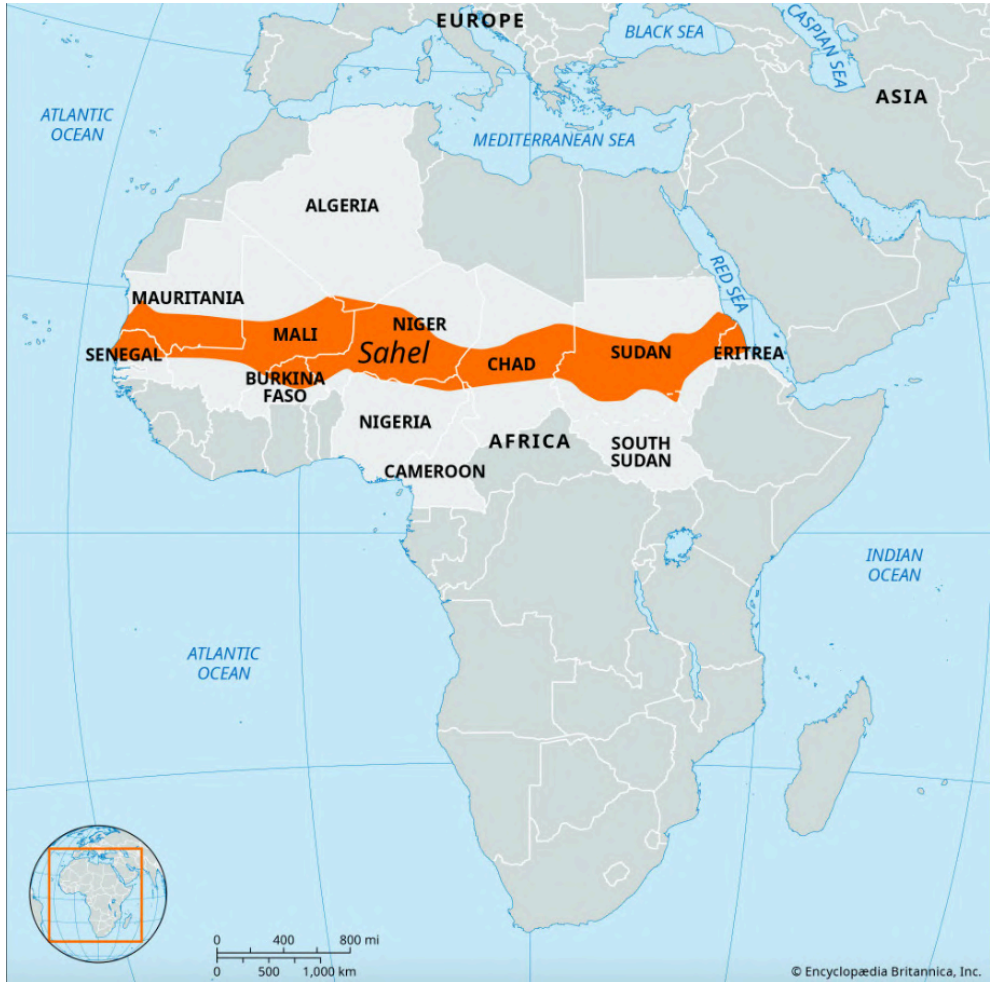 EUROPE
BLACK SEA
CASPIAN SEA
ASIA
ATLANTIC
OCEAN
MEDITERRANEAN SEA
ALGERIA
RED SEA
MAURITANIA
NIGER
MALI
Sahel
SENEGAL
CHAD
SUDAN
ERITREA
BURKINA
FASO
NIGERIA
AFRICA
SOUTH
SUDAN
CAMEROON
INDIAN
OCEAN
ATLANTIC
OCEAN
0 400 800 mi
0 500 1,000 km
© Encyclopædia Britannica, Inc.